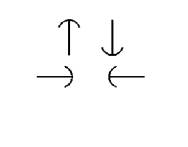 ↑ ↓
→ ←